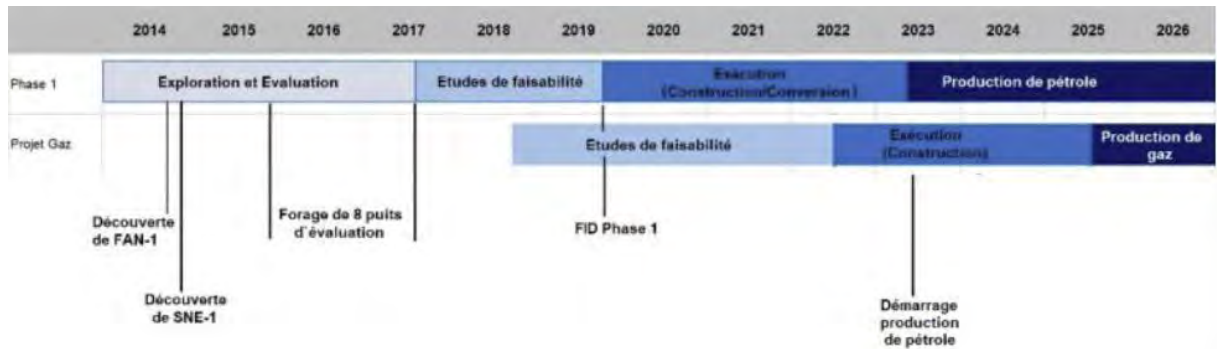 2014 2015 2016 2017 2018 2019 2020 2021 2022 2023 2024 2025 2026
Phase 1
Exploration et Evaluation
Etudes de faisabilité
Exécution
(Construction/Conversion)
Production de pétrole
Projet Gaz
Etudes de faisabilité
Exécution
(Construction)
Production de
gaz
Découverte
de FAN-1
Forage de 8 puits
d'évaluation
FID Phase 1
Découverte
de SNE-1
Démarrage
production
de pétrole